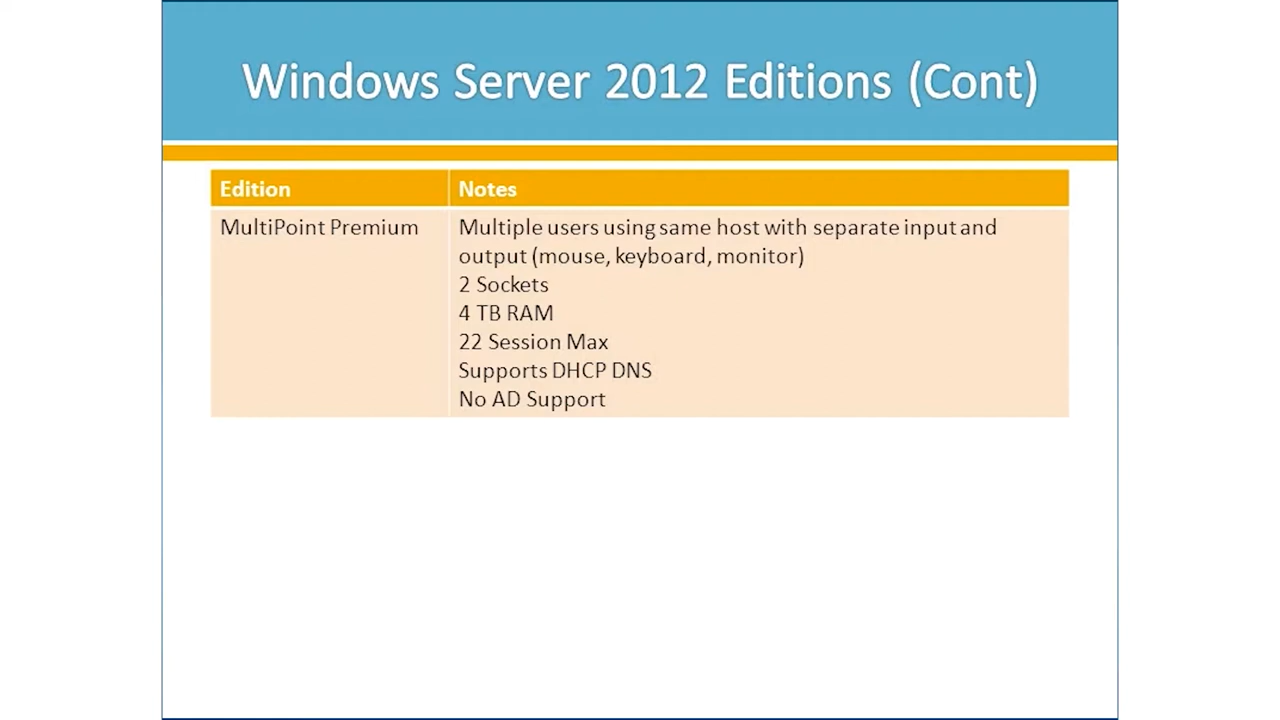 Windows Server 2012 Editions (Cont)
Edition
Notes
MultiPoint Premium
Multiple users using same host with separate input and
output (mouse, keyboard, monitor)
2 Sockets
4 TB RAM
22 Session Max
Supports DHCP DNS
No AD Support